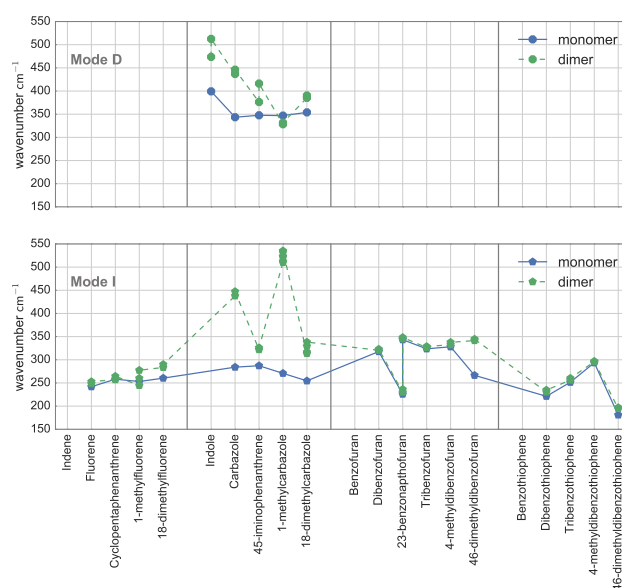 550
500
450
400
350
300
250
200
150
wavenumber cm⁻¹
Mode D
monomer
dimer
550
500
450
400
350
300
250
200
150
wavenumber cm⁻¹
Mode I
monomer
dimer
Indene
Fluorene
Cyclopentaphenanthrene
1-methylfluorene
18-dimethylfluorene
Indole
Carbazole
45-iminophenanthrene
1-methylcarbazole
18-dimethylcarbazole
Benzofuran
Dibenzofuran
23-benzonapthofuran
Tribenzofuran
4-methyldibenzofuran
46-dimethyldibenzofuran
Benzothiophene
Dibenzothiophene
Tribenzothiophene
4-methyldibenzothiophene
46-dimethyldibenzothiophene